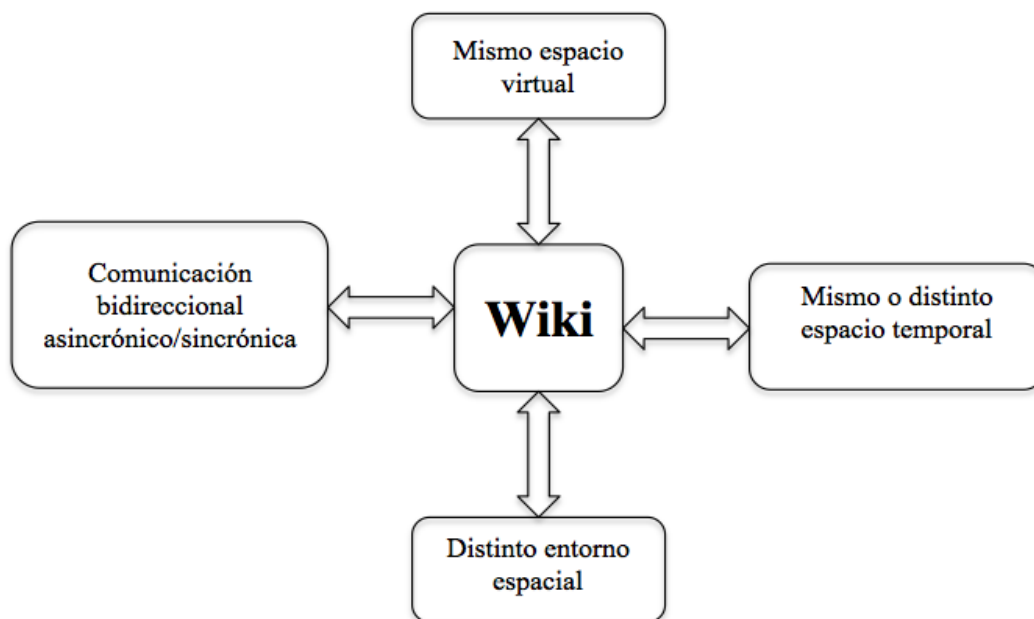 Mismo espacio
virtual
Comunicación
bidireccional
asincrónico/sincrónica
Wiki
Mismo o distinto
espacio temporal
Distinto entorno
espacial